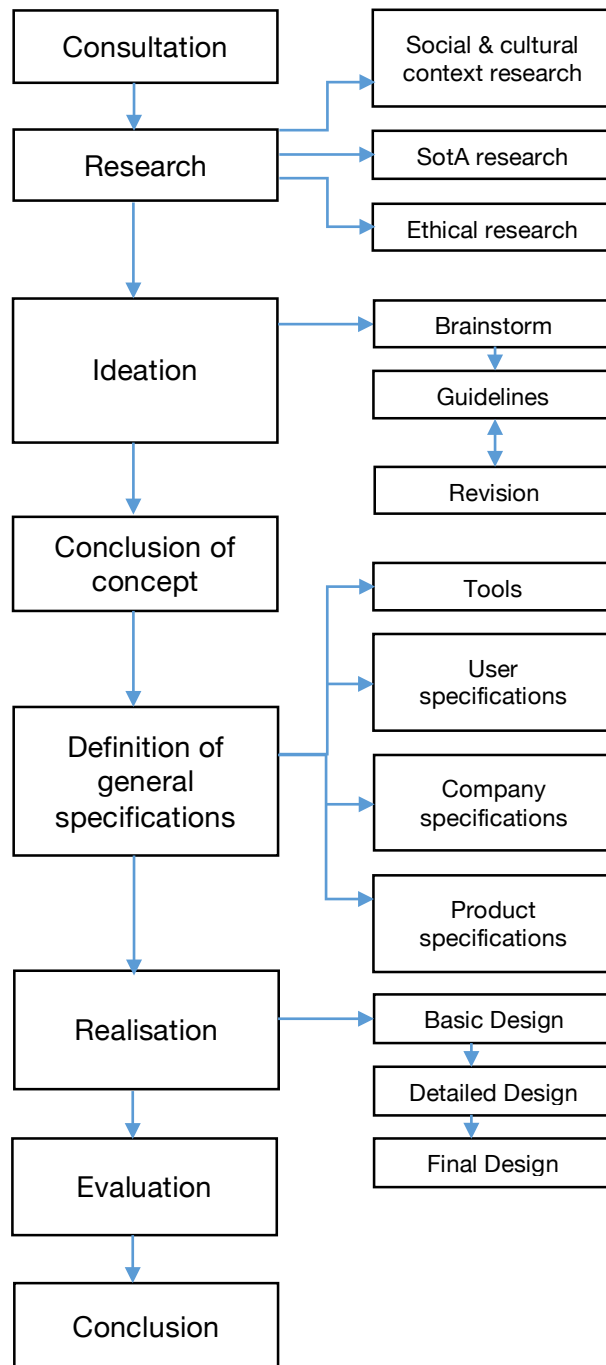 Consultation
Social & cultural
context research
Research
SotA research
Ethical research
Ideation
Brainstorm
Guidelines
Revision
Conclusion of
concept
Tools
User
specifications
Definition of
general
specifications
Company
specifications
Product
specifications
Realisation
Basic Design
Detailed Design
Final Design
Evaluation
Conclusion